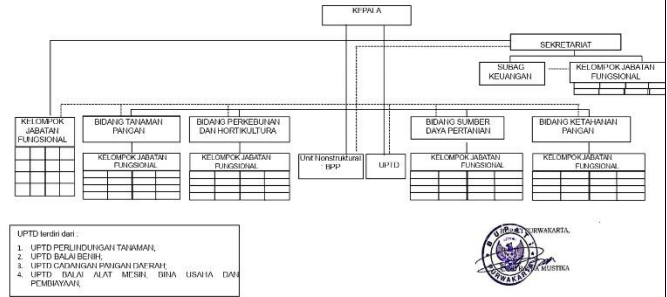 KEPALA
SEKRETARIAT
SUBAG
KEUANGAN
KELOMPOK JABATAN
FUNGSIONAL
KELOMPOK
JABATAN
FUNGSIONAL
BIDANG TANAMAN
PANGAN
BIDANG PERKEBUNAN
DAN HORTIKULTURA
BIDANG SUMBER
DAYA PERTANIAN
BIDANG KETAHANAN
PANGAN
KELOMPOK JABATAN
FUNGSIONAL
KELOMPOK JABATAN
FUNGSIONAL
Unit Nonstruktural
: BPP
UPTD
KELOMPOK JABATAN
FUNGSIONAL
KELOMPOK JABATAN
FUNGSIONAL
UPTD terdiri dari :
1. UPTD PERLINDUNGAN TANAMAN;
2. UPTD BALAI BENIH;
3. UPTD CADANGAN PANGAN DAERAH;
4. UPTD BALAI ALAT MESIN, BINA USAHA DAN
PEMBIAYAAN;
PURWAKARTA,
BUPATI
PURWAKARTA
MUSTIKA